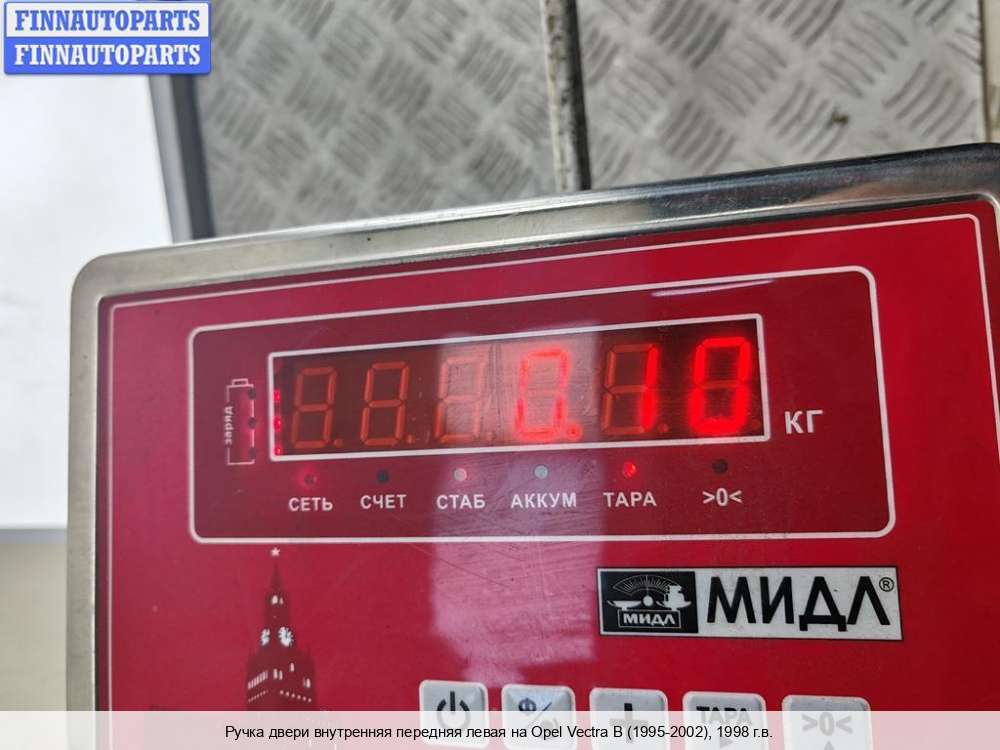 FINNAUTOPARTS
FINNAUTOPARTS
заряд
0.10
КГ
СЕТЬ СЧЕТ СТАБ АККУМ ТАРА >0<
МИДЛ
МИДЛ®
ТАРА >0<
Ручка двери внутренняя передняя левая на Opel Vectra B (1995-2002), 1998 г.в.